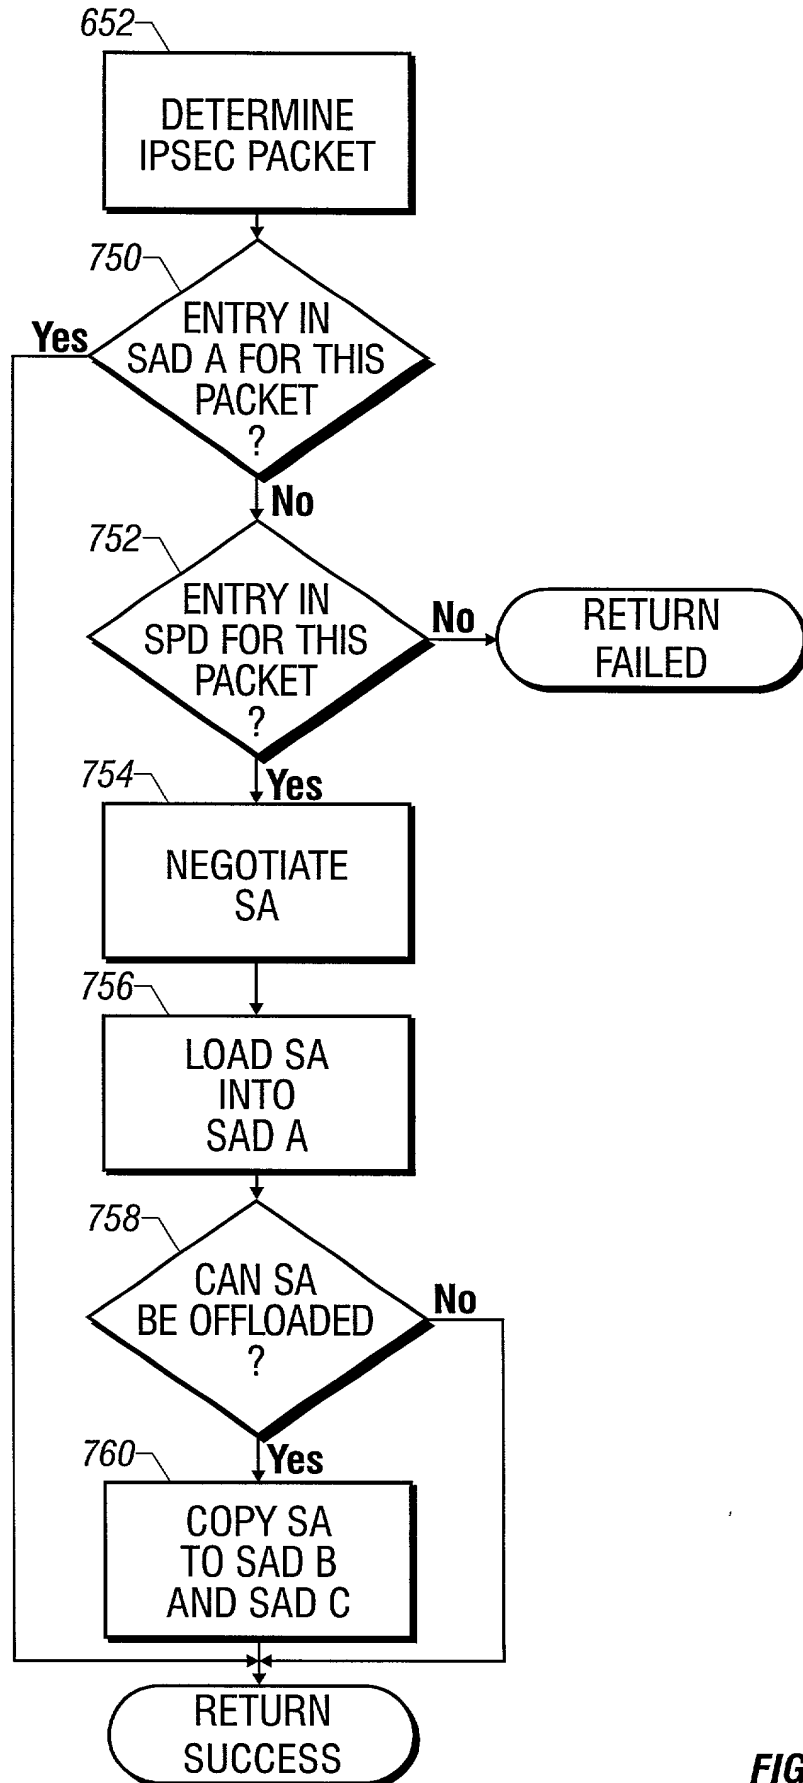 652
DETERMINE
IPSEC PACKET
750
ENTRY IN
SAD A FOR THIS
PACKET
?
Yes
No
752
ENTRY IN
SPD FOR THIS
PACKET
?
No
RETURN
FAILED
Yes
754
NEGOTIATE
SA
756
LOAD SA
INTO
SAD A
758
CAN SA
BE OFFLOADED
?
No
Yes
760
COPY SA
TO SAD B
AND SAD C
RETURN
SUCCESS
FIG